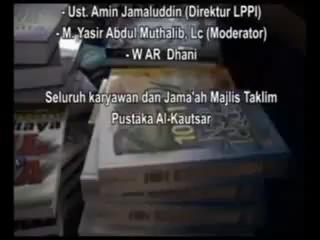 - Ust. Amin Jamaluddin (Direktur LPPI)
- M. Yasir Abdul Muthalib, Lc (Moderator)
- W AR Dhani
Seluruh karyawan dan Jama'ah Majlis Taklim
Pustaka Al-Kautsar